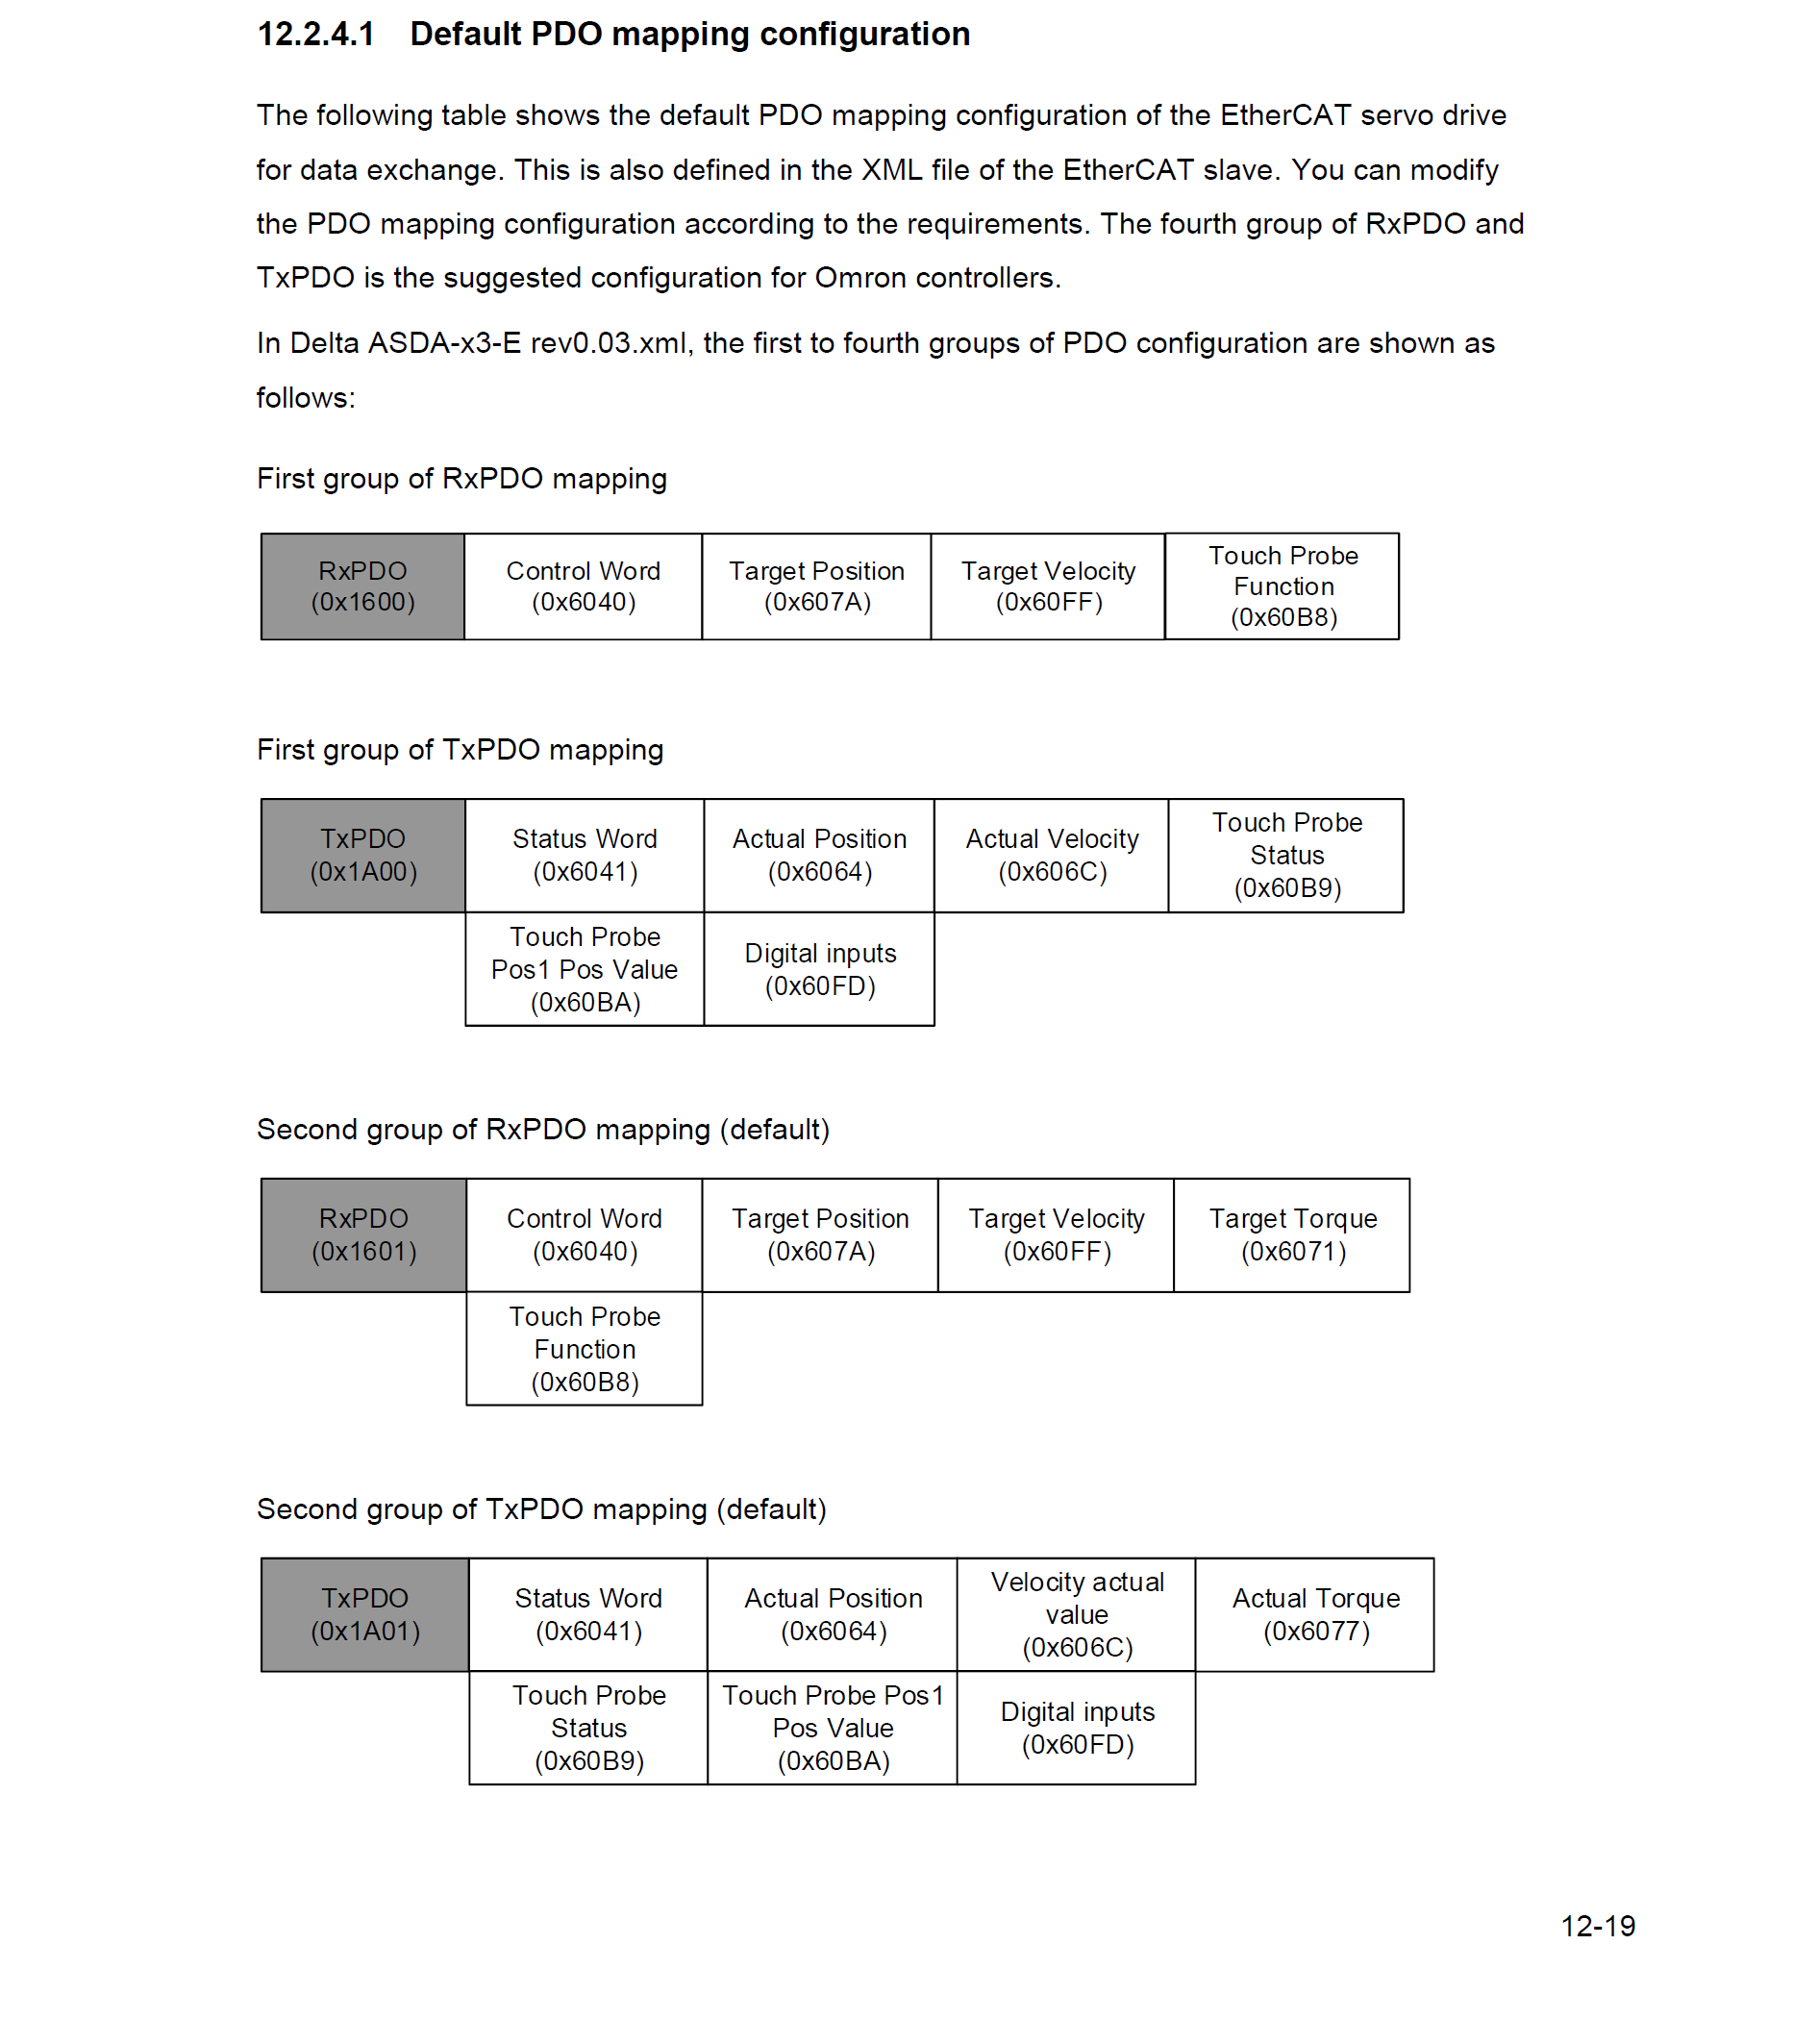 12.2.4.1 Default PDO mapping configuration
The following table shows the default PDO mapping configuration of the EtherCAT servo drive
for data exchange. This is also defined in the XML file of the EtherCAT slave. You can modify
the PDO mapping configuration according to the requirements. The fourth group of RxPDO and
TxPDO is the suggested configuration for Omron controllers.
In Delta ASDA-x3-E rev0.03.xml, the first to fourth groups of PDO configuration are shown as
follows:
First group of RxPDO mapping
RxPDO
(0x1600)
Control Word
(0x6040)
Target Position
(0x607A)
Target Velocity
(0x60FF)
Touch Probe
Function
(0x60B8)
First group of TxPDO mapping
TxPDO
(0x1A00)
Status Word
(0x6041)
Actual Position
(0x6064)
Actual Velocity
(0x606C)
Touch Probe
Status
(0x60B9)
Touch Probe
Pos1 Pos Value
(0x60BA)
Digital inputs
(0x60FD)
Second group of RxPDO mapping (default)
RxPDO
(0x1601)
Control Word
(0x6040)
Target Position
(0x607A)
Target Velocity
(0x60FF)
Target Torque
(0x6071)
Touch Probe
Function
(0x60B8)
Second group of TxPDO mapping (default)
TxPDO
(0x1A01)
Status Word
(0x6041)
Actual Position
(0x6064)
Velocity actual
value
(0x606C)
Actual Torque
(0x6077)
Touch Probe
Status
(0x60B9)
Touch Probe Pos1
Pos Value
(0x60BA)
Digital inputs
(0x60FD)
12-19